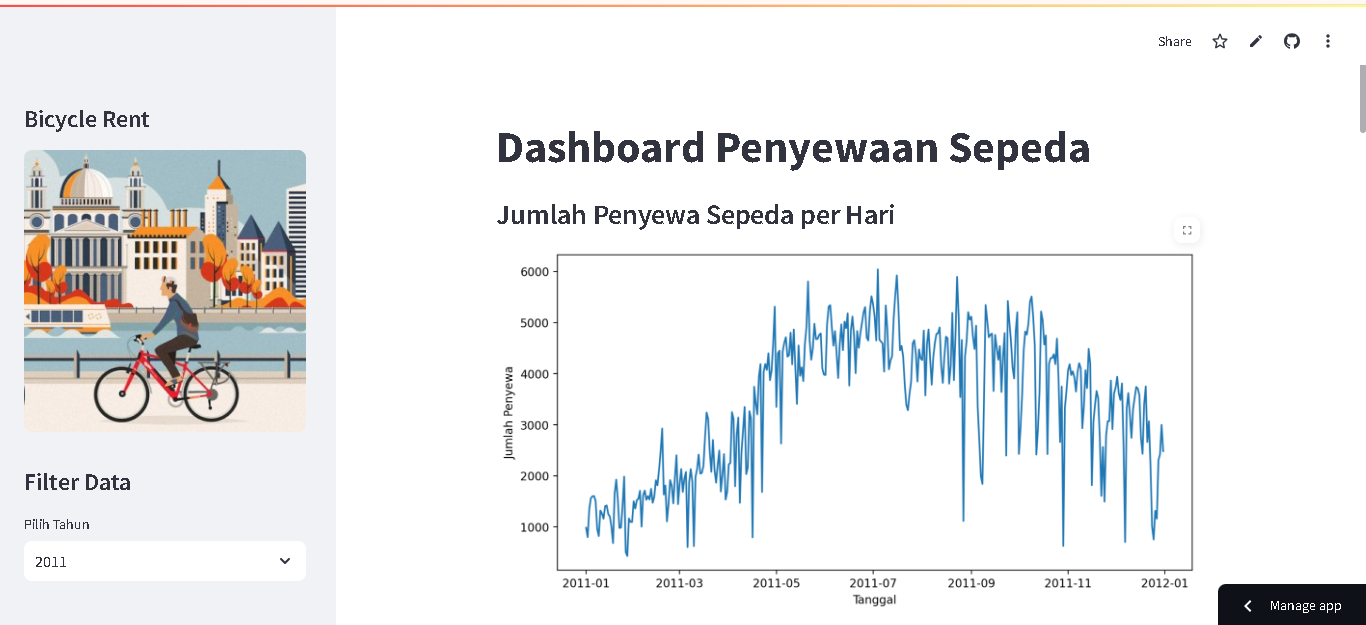 Share
Bicycle Rent
Filter Data
Pilih Tahun
2011
Dashboard Penyewaan Sepeda
Jumlah Penyewa Sepeda per Hari
Jumlah Penyewa
6000
5000
4000
3000
2000
1000
2011-01 2011-03 2011-05 2011-07 2011-09 2011-11 2012-01
Tanggal
Manage app